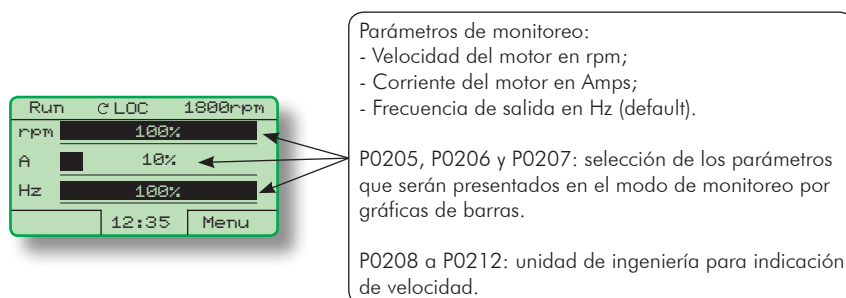 Run ↻LOC 1800rpm
rpm 100%
A 10%
Hz 100%
12:35 Menu
Parámetros de monitoreo:
- Velocidad del motor en rpm;
- Corriente del motor en Amps;
- Frecuencia de salida en Hz (default).
P0205, P0206 y P0207: selección de los parámetros
que serán presentados en el modo de monitoreo por
gráficas de barras.
P0208 a P0212: unidad de ingeniería para indicación
de velocidad.